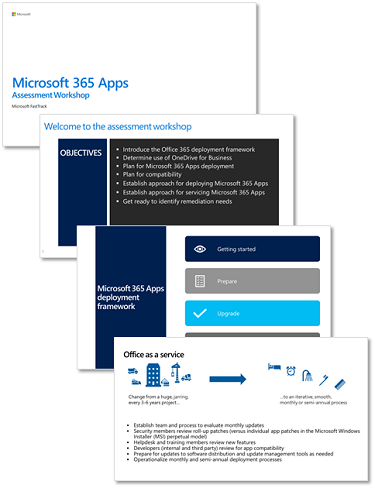 Microsoft
Microsoft 365 Apps
Assessment Workshop
Microsoft FastTrack
Welcome to the assessment workshop
OBJECTIVES
• Introduce the Office 365 deployment framework
• Determine use of OneDrive for Business
• Plan for Microsoft 365 Apps deployment
• Plan for compatibility
• Establish approach for deploying Microsoft 365 Apps
• Establish approach for servicing Microsoft 365 Apps
• Get ready to identify remediation needs
Microsoft 365 Apps
deployment
framework
Getting started
Prepare
Upgrade
Office as a service
Change from a huge, jarring,
every 3-6 years project...
...to an iterative, smooth,
monthly or semi-annual process
• Establish team and process to evaluate monthly updates
• Security members review roll-up patches (versus individual app patches in the Microsoft Windows
Installer (MSI) perpetual model)
• Helpdesk and training members review new features
• Developers (internal and third party) review for app compatibility
• Prepare for updates to software distribution and update management tools as needed
• Operationalize monthly and semi-annual deployment processes